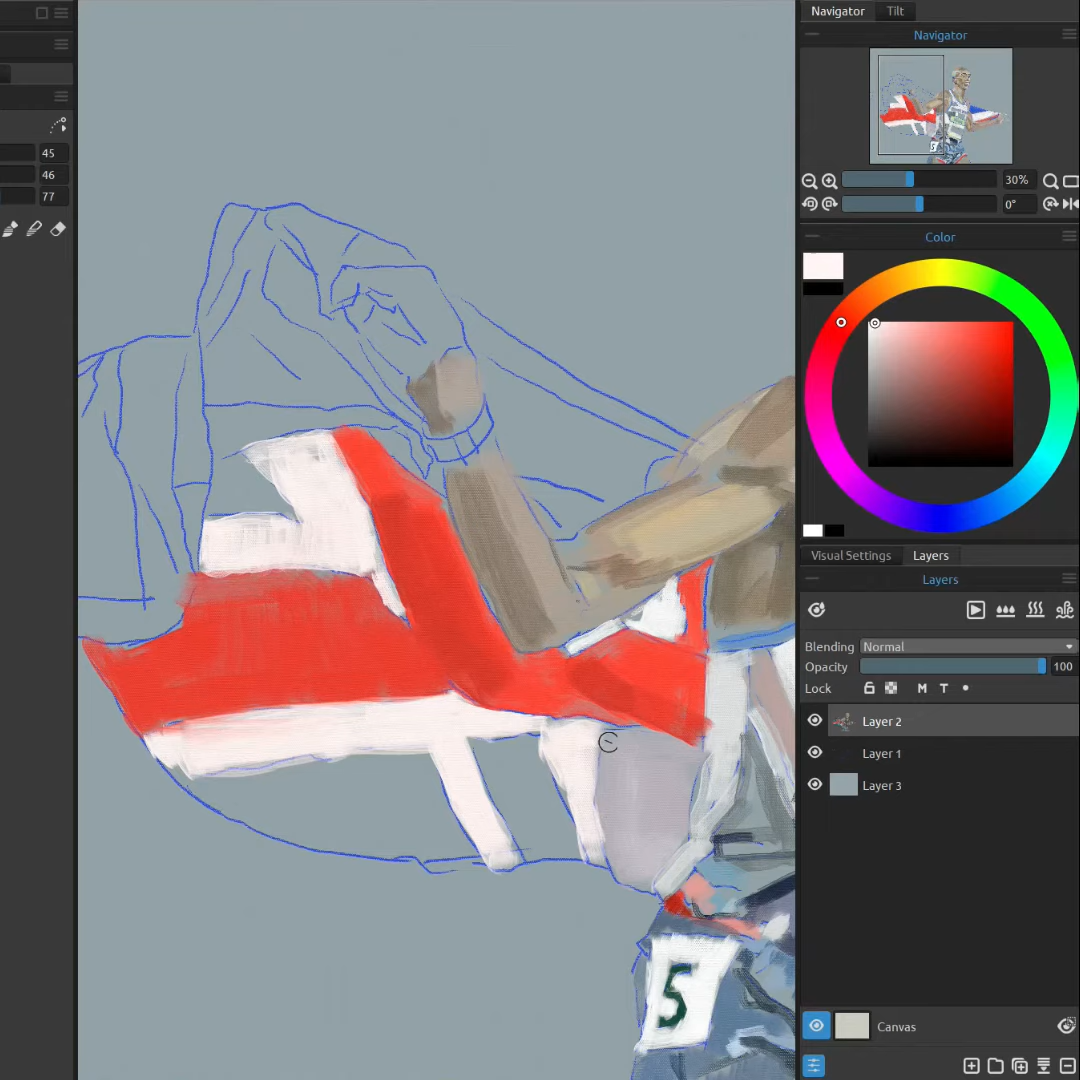 Navigator Tilt
Navigator
45
46
77
30%
0°
Color
Visual Settings Layers
Layers
Blending Normal
Opacity 100
Lock M T
Layer 2
Layer 1
Layer 3
5
Canvas